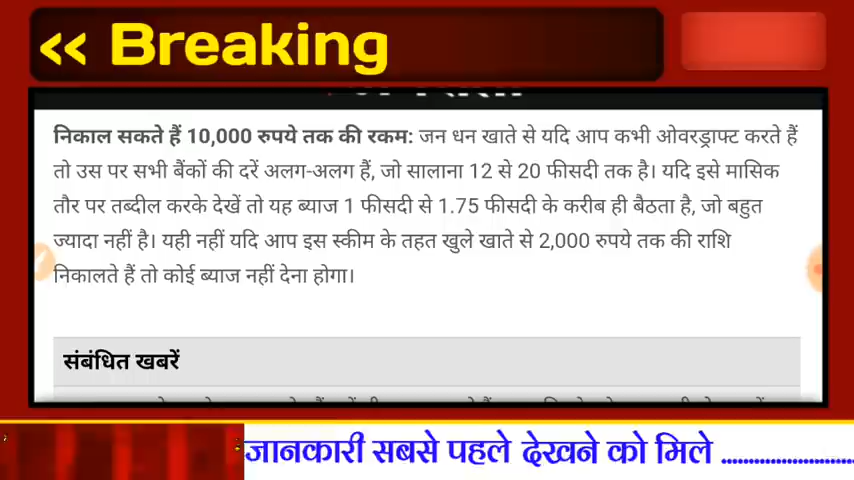 << Breaking
निकाल सकते हैं 10,000 रुपये तक की रकम: जन धन खाते से यदि आप कभी ओवरड्राफ्ट करते हैं
तो उस पर सभी बैंकों की दरें अलग-अलग हैं, जो सालाना 12 से 20 फीसदी तक है। यदि इसे मासिक
तौर पर तब्दील करके देखें तो यह ब्याज 1 फीसदी से 1.75 फीसदी के करीब ही बैठता है, जो बहुत
ज्यादा नहीं है। यही नहीं यदि आप इस स्कीम के तहत खुले खाते से 2,000 रुपये तक की राशि
निकालते हैं तो कोई ब्याज नहीं देना होगा।
संबंधित खबरें
जानकारी सबसे पहले देखने को मिले ........................